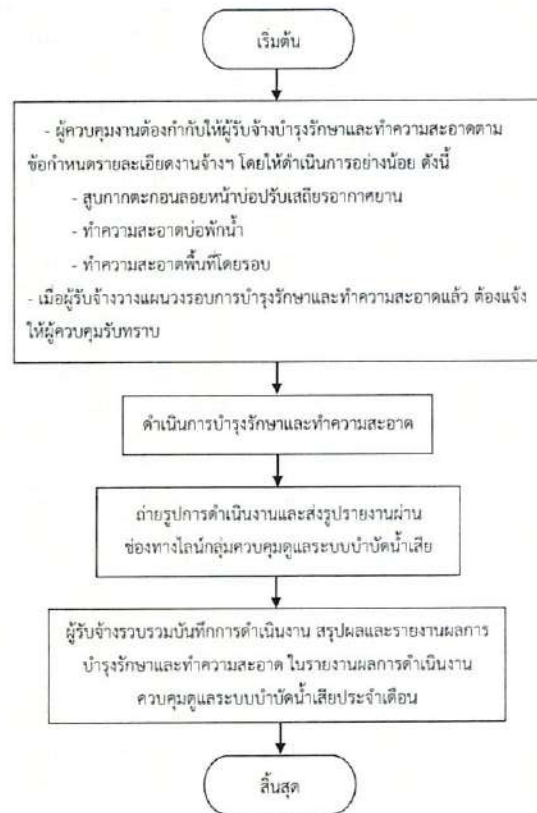 เริ่มต้น
- ผู้ควบคุมงานต้องกำกับให้ผู้รับจ้างบำรุงรักษาและทำความสะอาดตาม
ข้อกำหนดรายละเอียดงานจ้างฯ โดยให้ดำเนินการอย่างน้อย ดังนี้
- สูบกากตะกอนลอยหน้าบ่อปรับเสถียรอากาศยาน
- ทำความสะอาดบ่อพักน้ำ
- ทำความสะอาดพื้นที่โดยรอบ
- เมื่อผู้รับจ้างวางแผนวงรอบการบำรุงรักษาและทำความสะอาดแล้ว ต้องแจ้ง
ให้ผู้ควบคุมรับทราบ
ดำเนินการบำรุงรักษาและทำความสะอาด
ถ่ายรูปการดำเนินงานและส่งรูปรายงานผ่าน
ช่องทางไลน์กลุ่มควบคุมดูแลระบบบำบัดน้ำเสีย
ผู้รับจ้างรวบรวมบันทึกการดำเนินงาน สรุปผลและรายงานผลการ
บำรุงรักษาและทำความสะอาด ในรายงานผลการดำเนินงาน
ควบคุมดูแลระบบบำบัดน้ำเสียประจำเดือน
สิ้นสุด